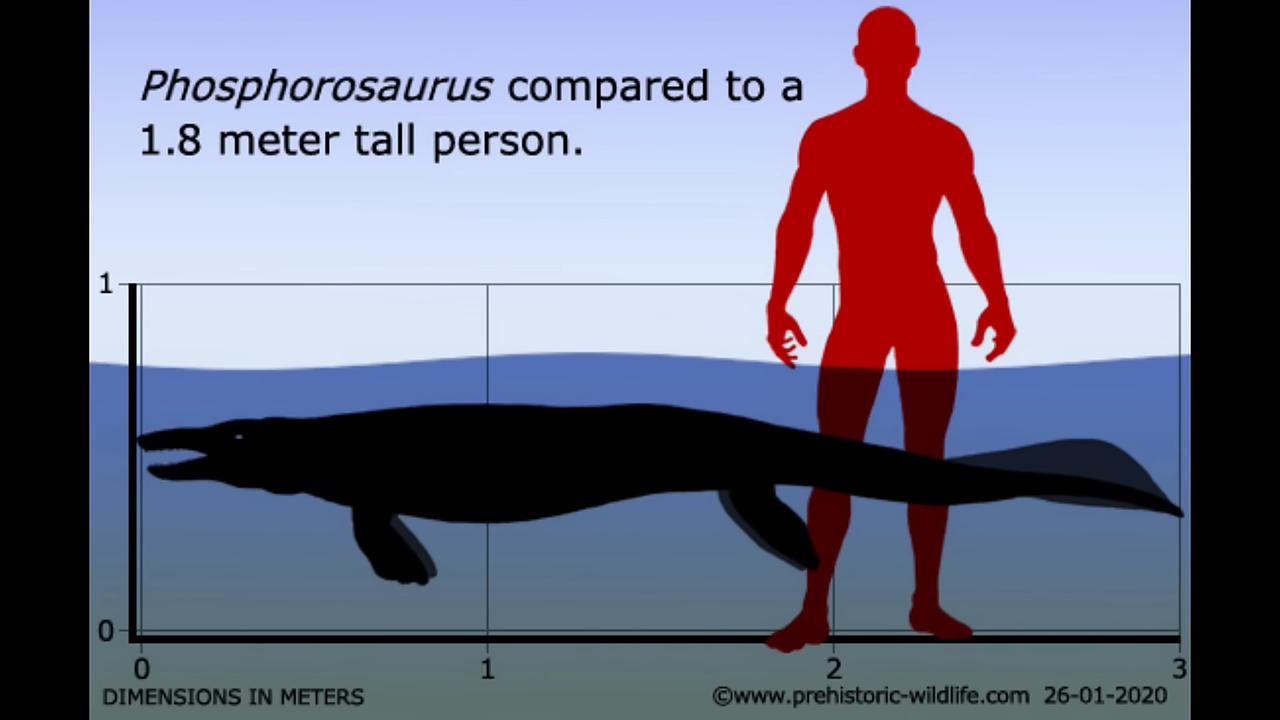 Phosphorosaurus compared to a
1.8 meter tall person.
1
0
0 1 2 3
DIMENSIONS IN METERS
©www.prehistoric-wildlife.com 26-01-2020